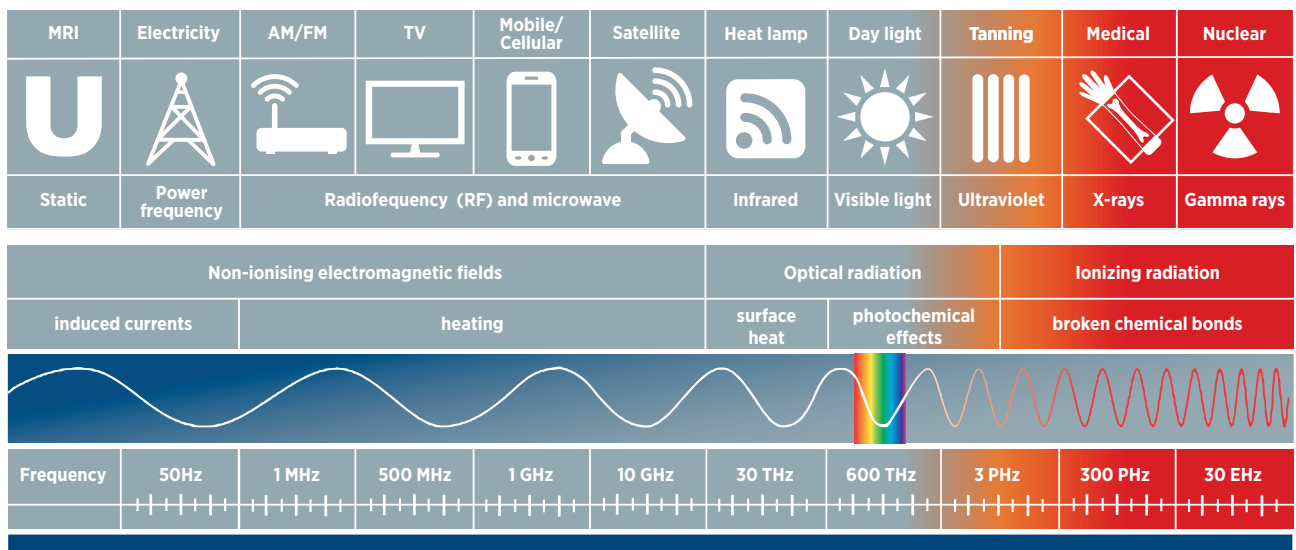 MRI
Electricity
AM/FM
TV
Mobile/
Cellular
Satellite
Heat lamp
Day light
Tanning
Medical
Nuclear
Static
Power
frequency
Radiofequency (RF) and microwave
Infrared
Visible light
Ultraviolet
X-rays
Gamma rays
Non-ionising electromagnetic fields
Optical radiation
Ionizing radiation
induced currents
heating
surface
heat
photochemical
effects
broken chemical bonds
Frequency
50Hz
1 MHz
500 MHz
1 GHz
10 GHz
30 THz
600 THz
3 PHz
300 PHz
30 EHz